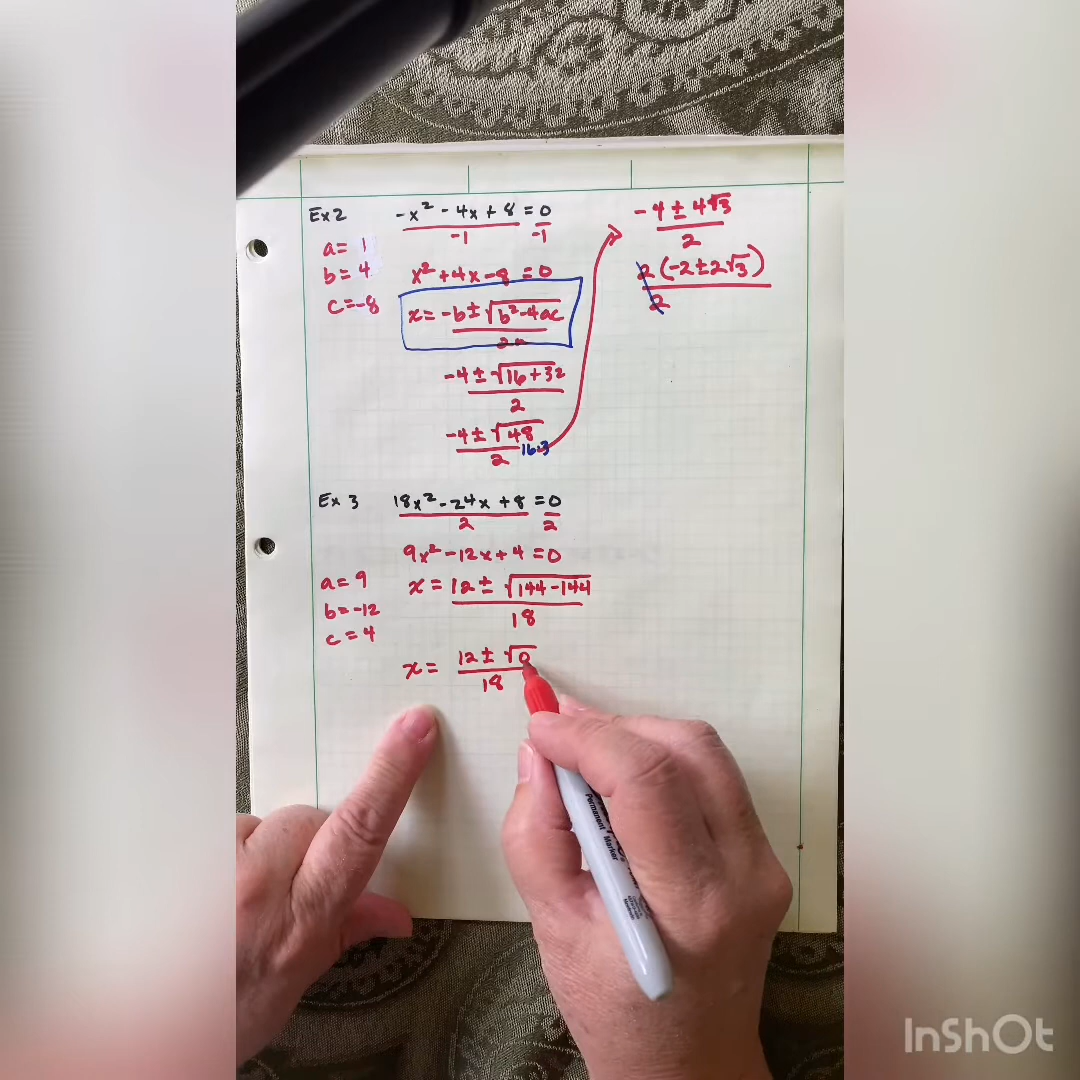 Ex 2
-x² - 4x + 8 = 0
-1 -1
a = 1
b = 4
c = -8
x² + 4x - 8 = 0
x = -b ± √b² - 4ac
2a
-4 ± √16 + 32
2
-4 ± √48
2
16·3
-4 ± 4√3
2
2(-2 ± 2√3)
2
Ex 3
18x² - 24x + 8 = 0
2 2
9x² - 12x + 4 = 0
a = 9
b = -12
c = 4
x = 12 ± √144 - 144
18
x = 12 ± √0
18
Permanent
Marker
InShOt